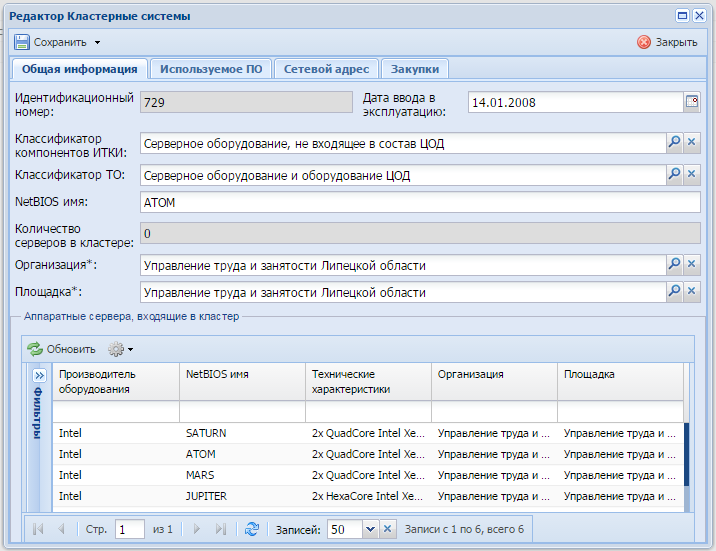 Редактор Кластерные системы
Сохранить Закрыть
Общая информация Используемое ПО Сетевой адрес Закупки
Идентификационный номер: 729 Дата ввода в эксплуатацию: 14.01.2008
Классификатор компонентов ИТКИ: Серверное оборудование, не входящее в состав ЦОД
Классификатор ТО: Серверное оборудование и оборудование ЦОД
NetBIOS имя: ATOM
Количество серверов в кластере: 0
Организация*: Управление труда и занятости Липецкой области
Площадка*: Управление труда и занятости Липецкой области
Аппаратные сервера, входящие в кластер
Обновить
Фильтры
Производитель оборудования NetBIOS имя Технические характеристики Организация Площадка
Intel SATURN 2x QuadCore Intel Xe... Управление труда и ... Управление труда и ...
Intel ATOM 2x QuadCore Intel Xe... Управление труда и ... Управление труда и ...
Intel MARS 2x QuadCore Intel Xe... Управление труда и ... Управление труда и ...
Intel JUPITER 2x HexaCore Intel Xe... Управление труда и ... Управление труда и ...
Стр. 1 из 1 Записей: 50 Записи с 1 по 6, всего 6